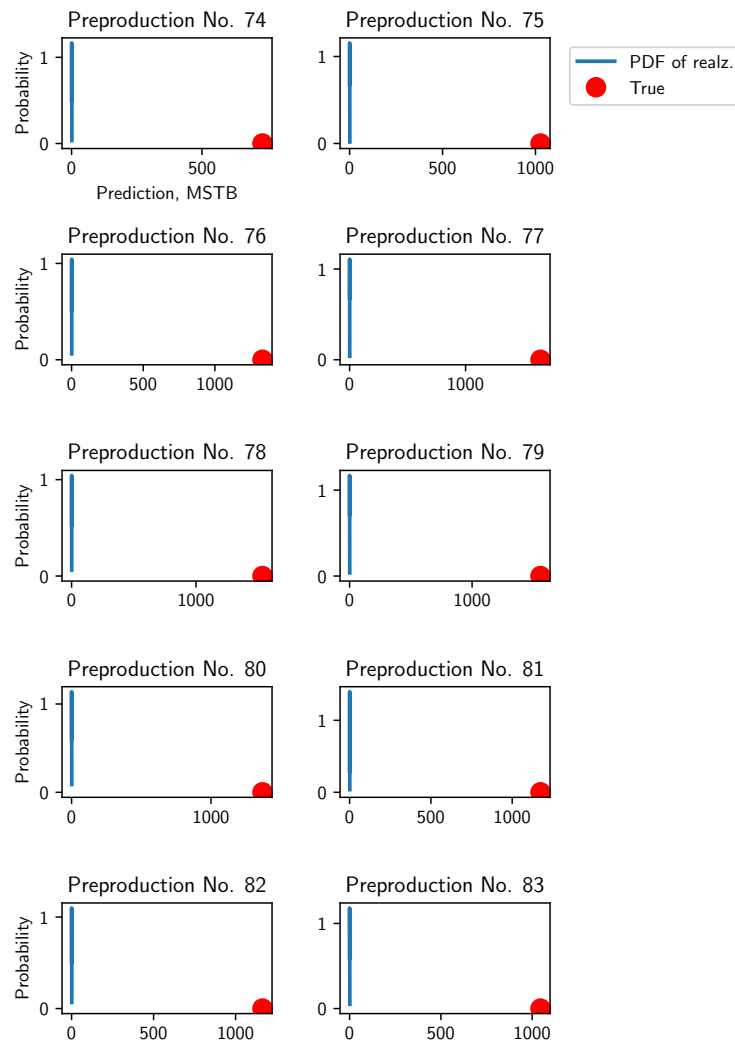 Preproduction No. 74
Probability
1
0
0 500
Prediction, MSTB
Preproduction No. 75
1
0
0 500 1000
PDF of realz.
True
Preproduction No. 76
Probability
1
0
0 500 1000
Preproduction No. 77
1
0
0 1000
Preproduction No. 78
Probability
1
0
0 1000
Preproduction No. 79
1
0
0 1000
Preproduction No. 80
Probability
1
0
0 1000
Preproduction No. 81
1
0
0 500 1000
Preproduction No. 82
Probability
1
0
0 500 1000
Preproduction No. 83
1
0
0 500 1000